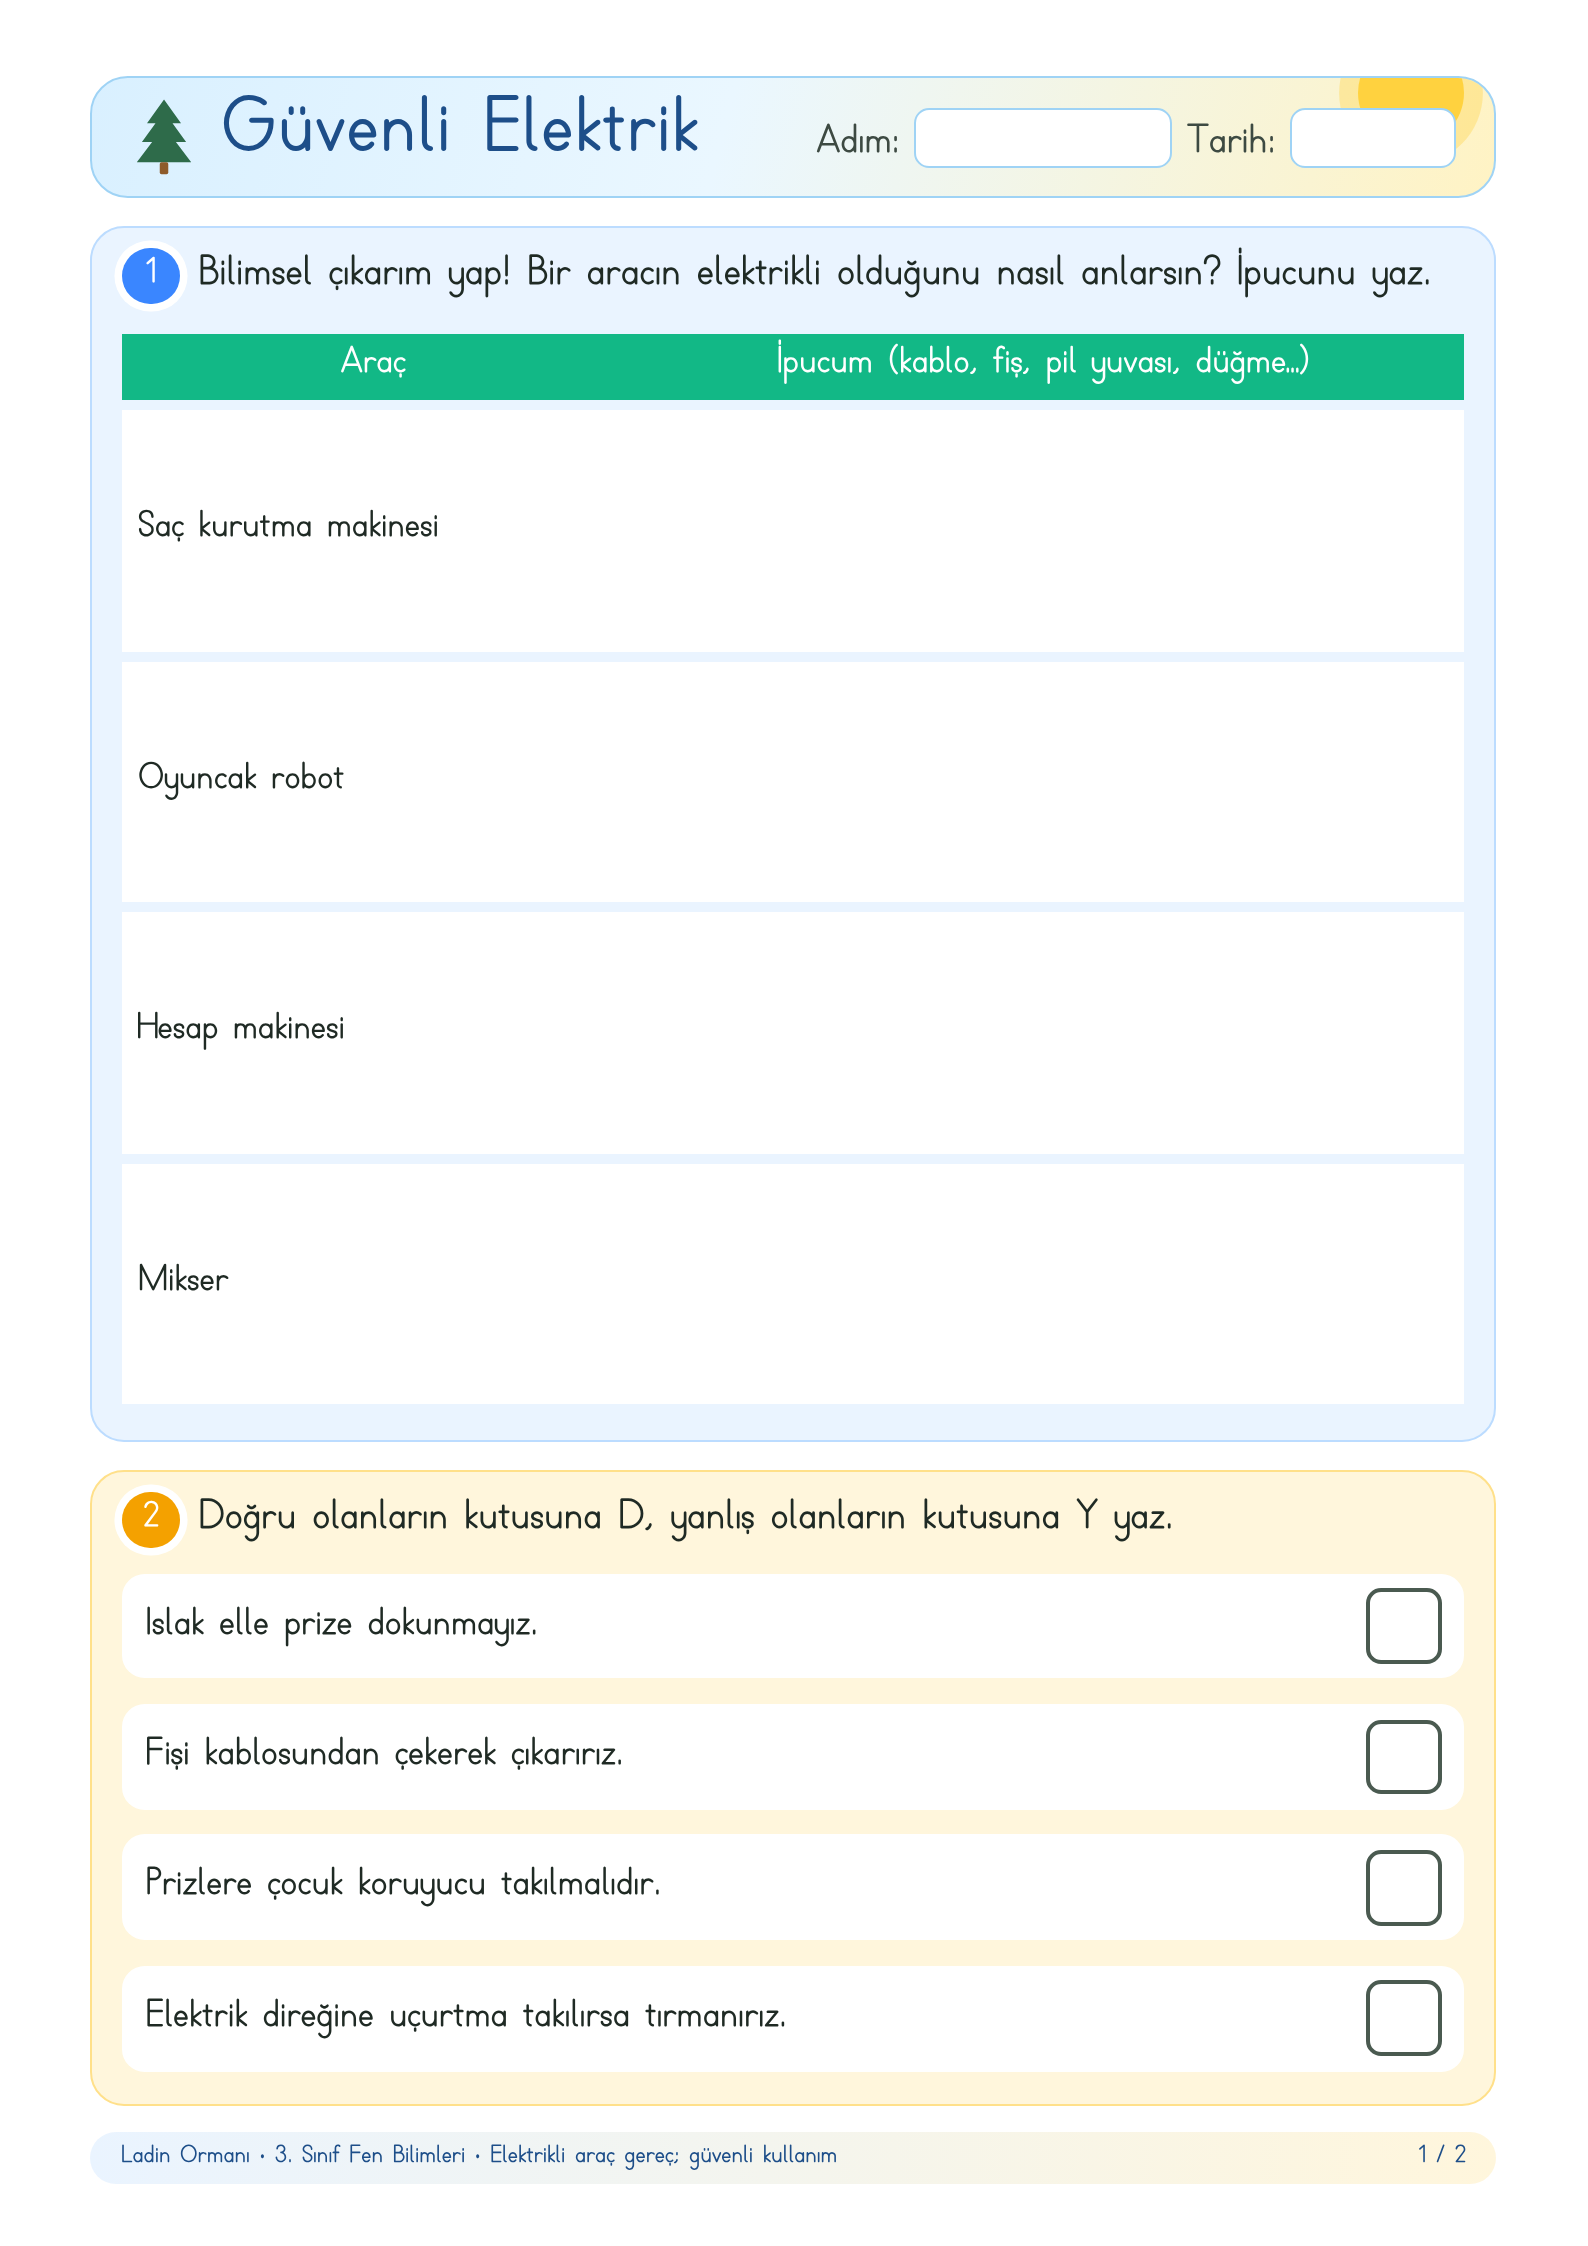 Güvenli Elektrik
Adım:
Tarih:
1
Bilimsel çıkarım yap! Bir aracın elektrikli olduğunu nasıl anlarsın? İpucunu yaz.
Araç
İpucum (kablo, fiş, pil yuvası, düğme...)
Saç kurutma makinesi
Oyuncak robot
Hesap makinesi
Mikser
2
Doğru olanların kutusuna D, yanlış olanların kutusuna Y yaz.
Islak elle prize dokunmayız.
Fişi kablosundan çekerek çıkarırız.
Prizlere çocuk koruyucu takılmalıdır.
Elektrik direğine uçurtma takılırsa tırmanırız.
Ladin Ormanı • 3. Sınıf Fen Bilimleri • Elektrikli araç gereç; güvenli kullanım
1 / 2